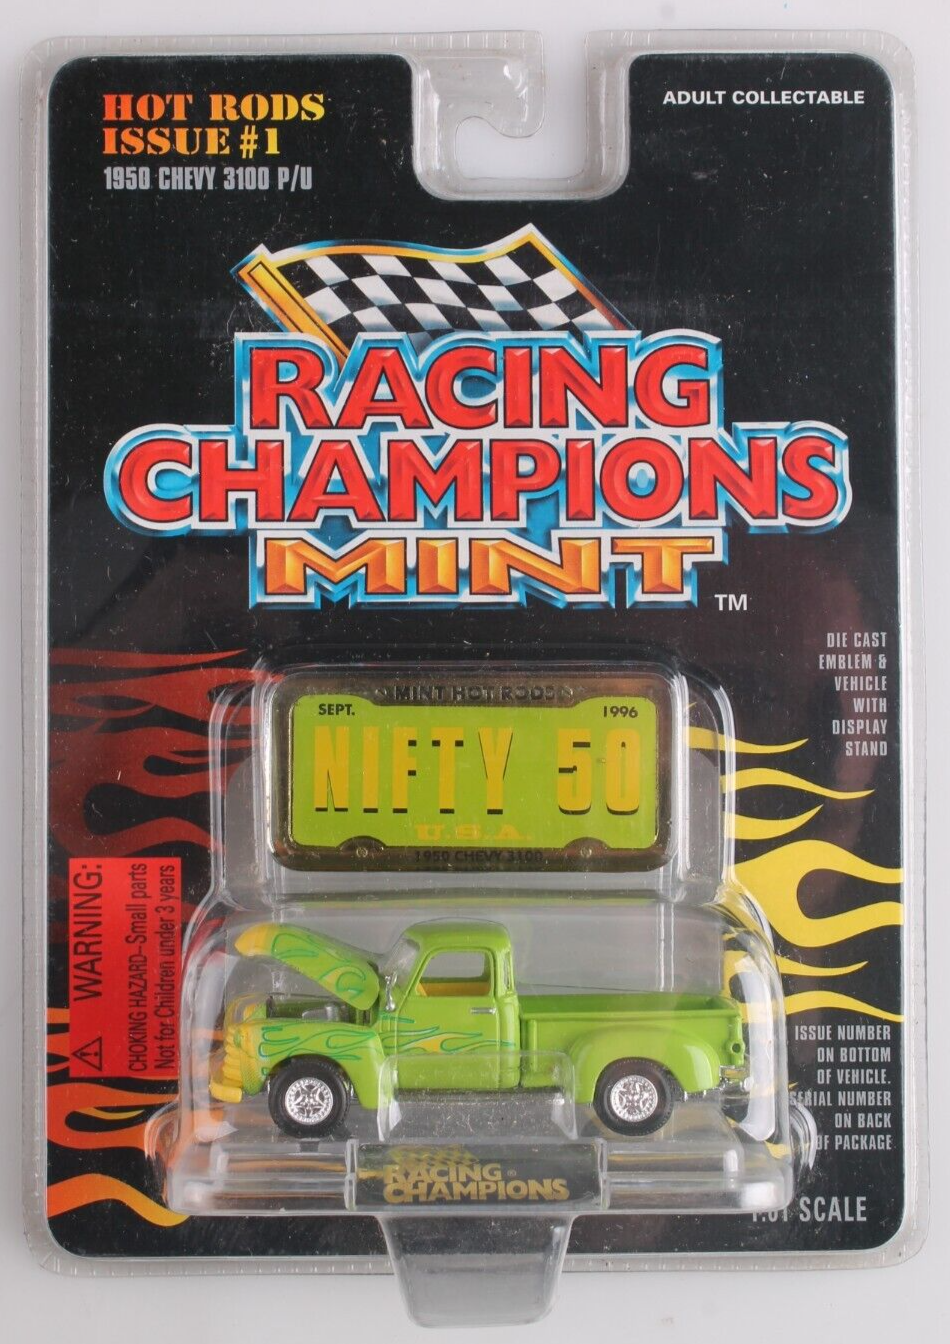 HOT RODS
ISSUE #1
1950 CHEVY 3100 P/U
ADULT COLLECTABLE
RACING
CHAMPIONS
MINT
TM
DIE CAST
EMBLEM &
VEHICLE
WITH
DISPLAY
STAND
MINT HOT RODS
SEPT. 1996
NIFTY 50
U.S.A.
1950 CHEVY 3100
WARNING:
CHOKING HAZARD–Small parts
Not for Children under 3 years
ISSUE NUMBER
ON BOTTOM
OF VEHICLE.
SERIAL NUMBER
ON BACK
OF PACKAGE
RACING®
CHAMPIONS
SCALE